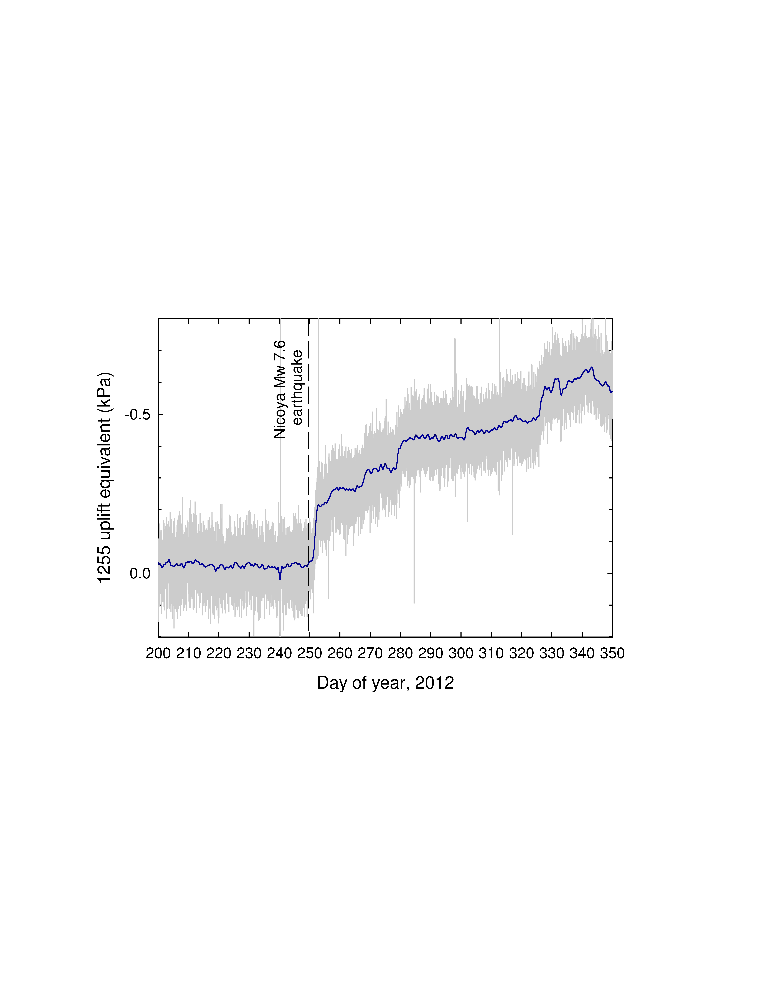 Nicoya Mw 7.6
earthquake
1255 uplift equivalent (kPa)
-0.5
0.0
200 210 220 230 240 250 260 270 280 290 300 310 320 330 340 350
Day of year, 2012